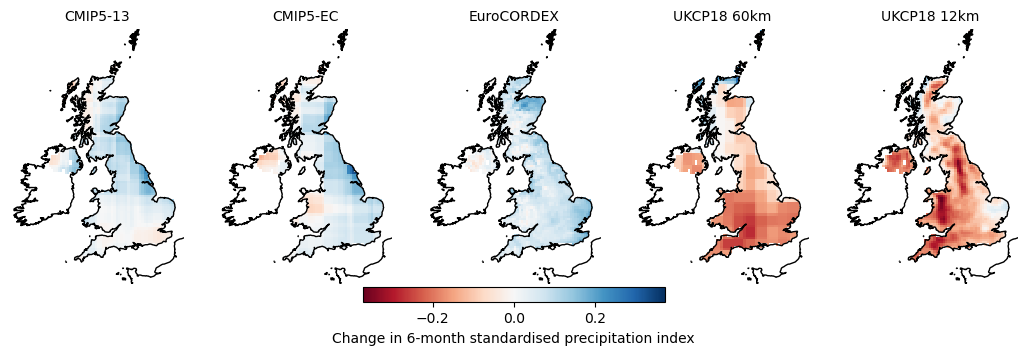 CMIP5-13 CMIP5-EC EuroCORDEX UKCP18 60km UKCP18 12km
−0.2 0.0 0.2
Change in 6-month standardised precipitation index